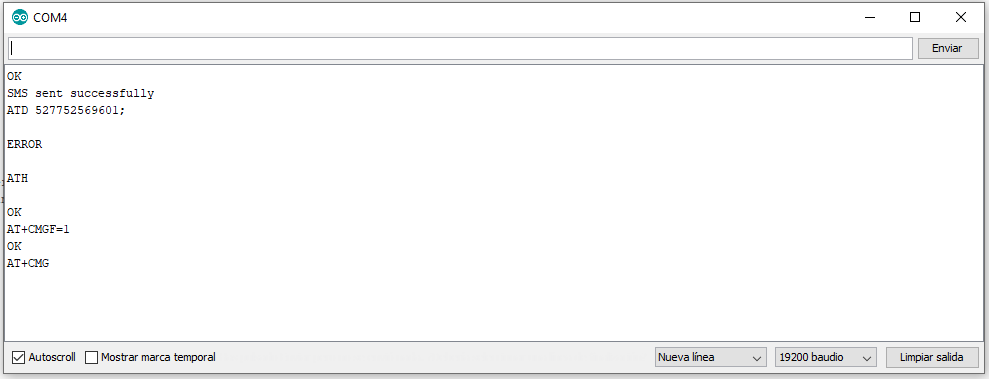 COM4
Enviar
OK
SMS sent successfully
ATD 527752569601;
ERROR
ATH
OK
AT+CMGF=1
OK
AT+CMG
Autoscroll Mostrar marca temporal Nueva línea 19200 baudio Limpiar salida